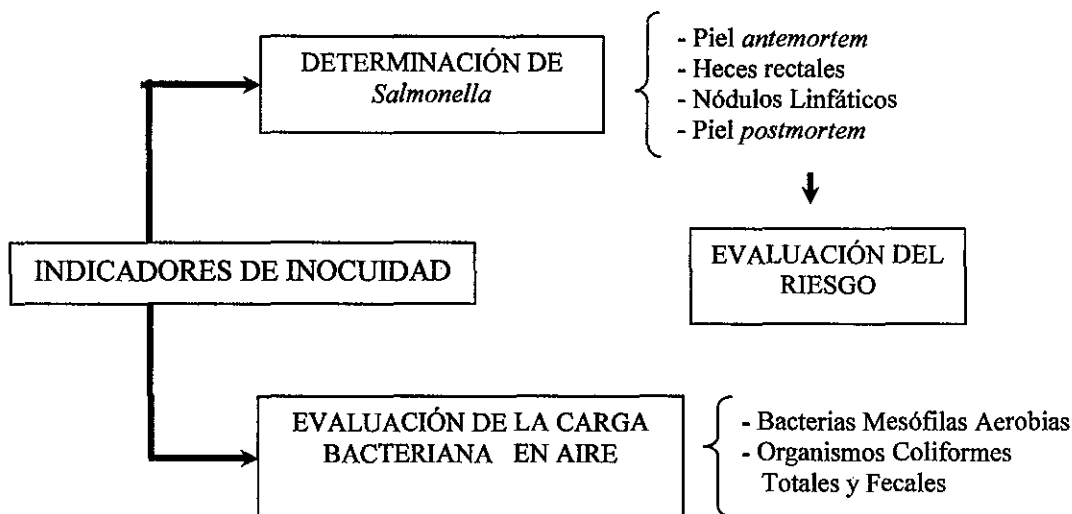 DETERMINACIÓN DE
Salmonella
- Piel antemortem
- Heces rectales
- Nódulos Linfáticos
- Piel postmortem
INDICADORES DE INOCUIDAD
EVALUACIÓN DEL
RIESGO
EVALUACIÓN DE LA CARGA
BACTERIANA EN AIRE
- Bacterias Mesófilas Aerobias
- Organismos Coliformes
Totales y Fecales